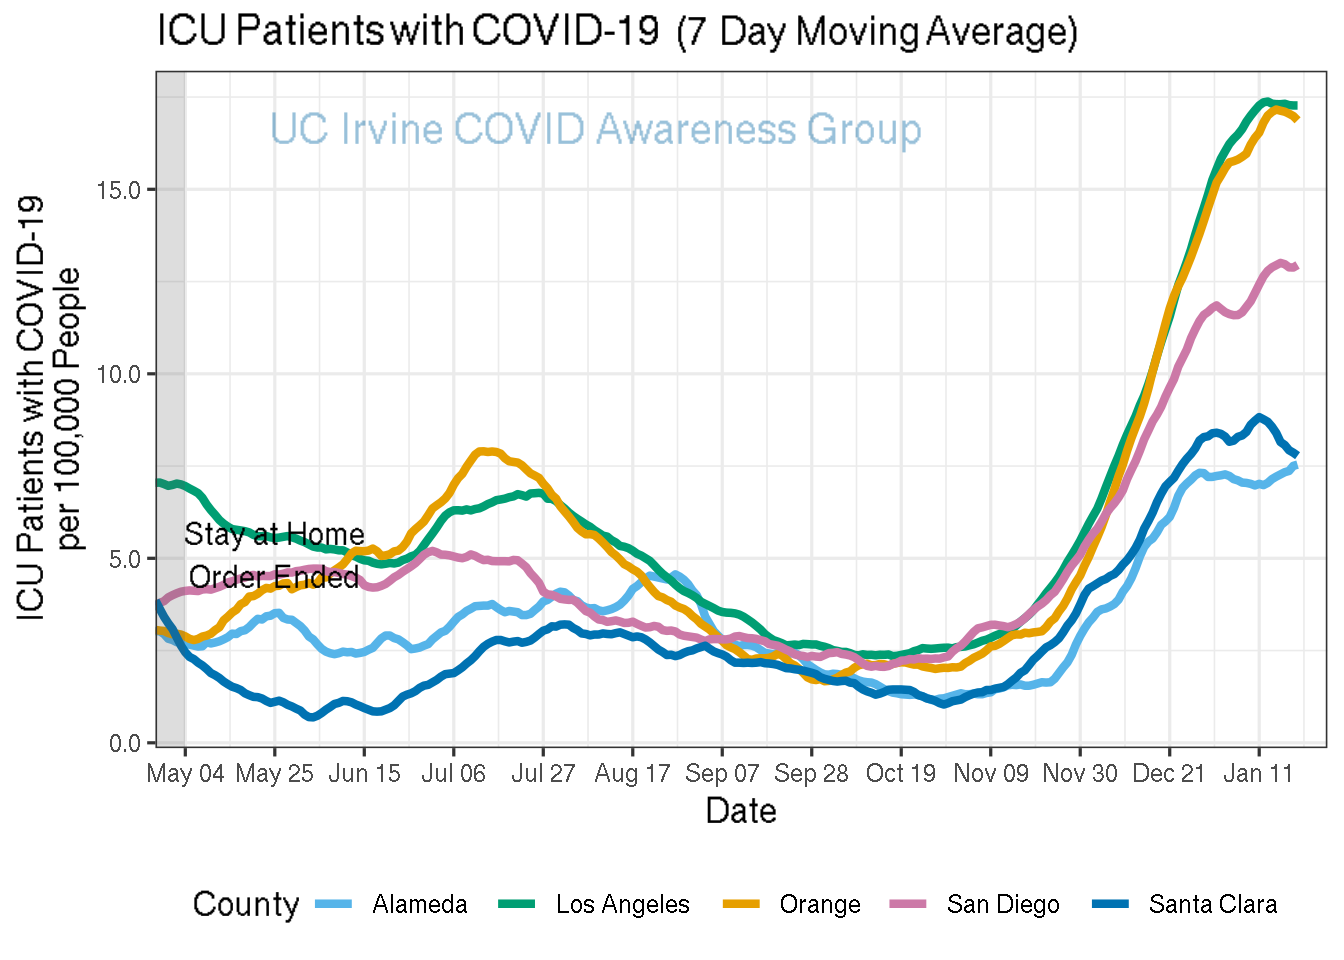 ICU Patients with COVID-19 (7 Day Moving Average)
UC Irvine COVID Awareness Group
ICU Patients with COVID-19
per 100,000 People
15.0
10.0
5.0
0.0
Stay at Home
Order Ended
May 04 May 25 Jun 15 Jul 06 Jul 27 Aug 17 Sep 07 Sep 28 Oct 19 Nov 09 Nov 30 Dec 21 Jan 11
Date
County Alameda Los Angeles Orange San Diego Santa Clara